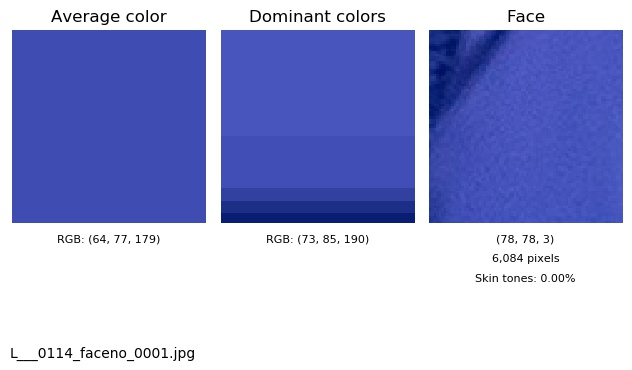 Average color
Dominant colors
Face
RGB: (64, 77, 179)
RGB: (73, 85, 190)
(78, 78, 3)
6,084 pixels
Skin tones: 0.00%
L___0114_faceno_0001.jpg